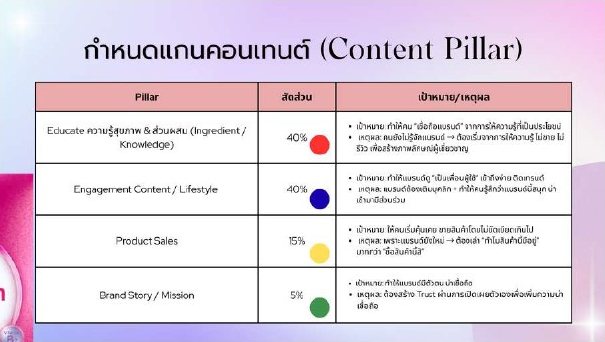 กำหนดแกนคอนเทนต์ (Content Pillar)
Pillar
สัดส่วน
เป้าหมาย/เหตุผล
Educate ความรู้สุขภาพ & ส่วนผสม (Ingredient /
Knowledge)
40%
• เป้าหมาย: ทำให้คน "เชื่อถือแบรนด์" จากการให้ความรู้ที่เป็นประโยชน์
• เหตุผล: คนยังไม่รู้จักแบรนด์ → ต้องเริ่มจากการให้ความรู้ ไม่ขาย ไม่
รีวิว เพื่อสร้างภาพลักษณ์ผู้เชี่ยวชาญ
Engagement Content / Lifestyle
40%
• เป้าหมาย: ทำให้แบรนด์ดู "เป็นเพื่อนผู้ใช้" เข้าถึงง่าย ติดเทรนด์
• เหตุผล: แบรนด์ต้องเติมบุคลิก + ทำให้คนรู้สึกว่าแบรนด์นี้สนุก น่า
เข้ามามีส่วนร่วม
Product Sales
15%
• เป้าหมาย: ให้คนเริ่มคุ้นเคย ขายสินค้าโดยไม่ยัดเยียดเกินไป
• เหตุผล: เพราะแบรนด์ยังใหม่ → ต้องเล่า "ทำไมสินค้านี้มีอยู่"
มากกว่า "ซื้อสินค้านี้สิ"
Brand Story / Mission
5%
• เป้าหมาย: ทำให้แบรนด์มีตัวตน น่าเชื่อถือ
• เหตุผล: ต้องสร้าง Trust ผ่านการเปิดเผยตัวเองเพื่อเพิ่มความน่า
เชื่อถือ